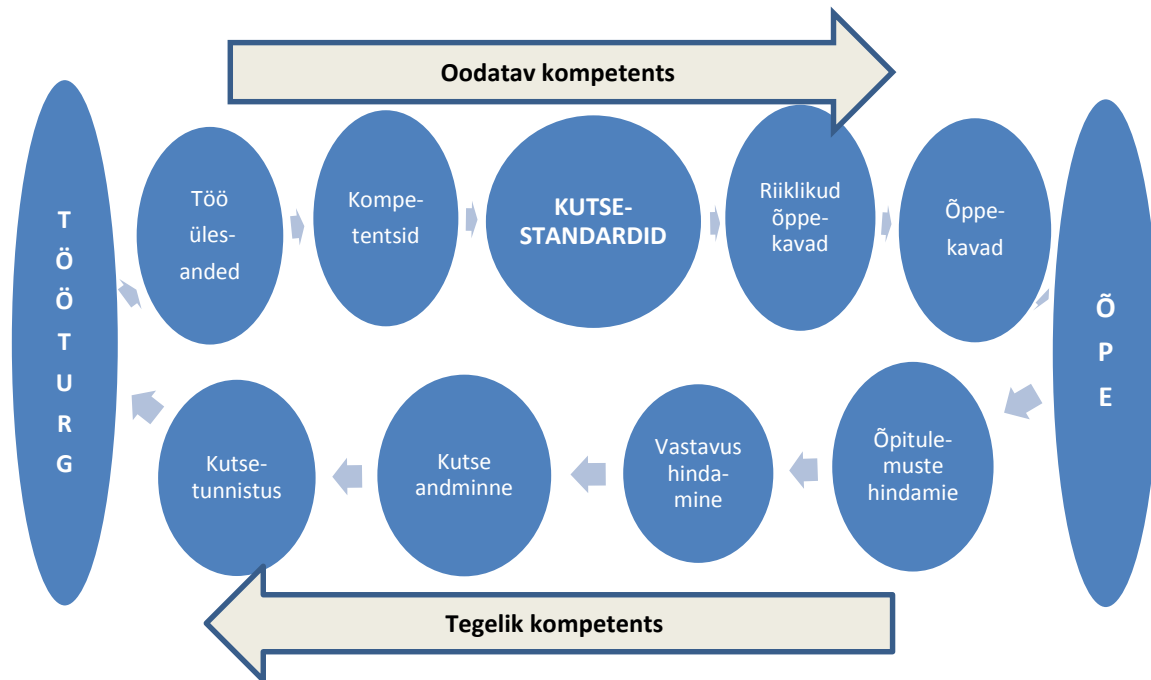 Oodatav kompetents
T
Ö
Ö
T
U
R
G
Töö
üles-
anded
Kompe-
tentsid
KUTSE-
STANDARDID
Riiklikud
õppe-
kavad
Õppe-
kavad
Õ
P
E
Kutse-
tunnistus
Kutse
andminne
Vastavus
hinda-
mine
Õpitule-
muste
hindamie
Tegelik kompetents